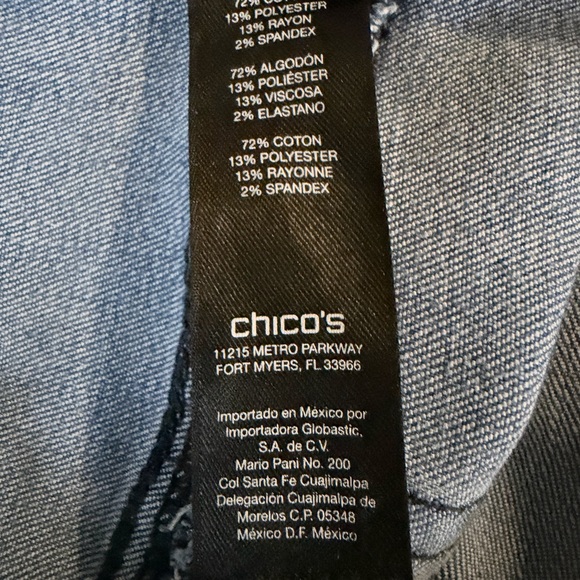 72% COTTON
13% POLYESTER
13% RAYON
2% SPANDEX
72% ALGODÓN
13% POLIÉSTER
13% VISCOSA
2% ELASTANO
72% COTON
13% POLYESTER
13% RAYONNE
2% SPANDEX
chico's
11215 METRO PARKWAY
FORT MYERS, FL 33966
Importado en México por
Importadora Globastic,
S.A. de C.V.
Mario Pani No. 200
Col Santa Fe Cuajimalpa
Delegación Cuajimalpa de
Morelos C.P. 05348
México D.F. México